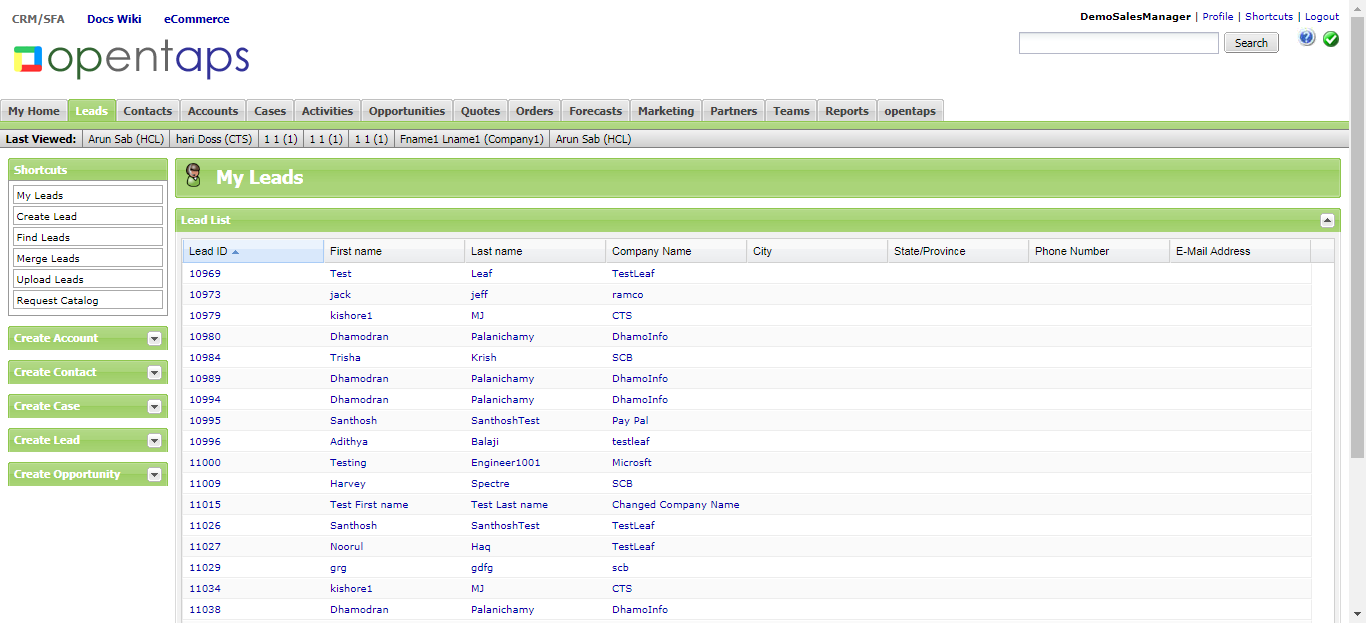 CRM/SFA Docs Wiki eCommerce
DemoSalesManager | Profile | Shortcuts | Logout
opentaps
Search
My Home Leads Contacts Accounts Cases Activities Opportunities Quotes Orders Forecasts Marketing Partners Teams Reports opentaps
Last Viewed: Arun Sab (HCL) hari Doss (CTS) 1 1 (1) 1 1 (1) 1 1 (1) Fname1 Lname1 (Company1) Arun Sab (HCL)
Shortcuts
My Leads
Create Lead
Find Leads
Merge Leads
Upload Leads
Request Catalog
Create Account
Create Contact
Create Case
Create Lead
Create Opportunity
My Leads
Lead List
Lead ID First name Last name Company Name City State/Province Phone Number E-Mail Address
10969 Test Leaf TestLeaf
10973 jack jeff ramco
10979 kishore1 MJ CTS
10980 Dhamodran Palanichamy DhamoInfo
10984 Trisha Krish SCB
10989 Dhamodran Palanichamy DhamoInfo
10994 Dhamodran Palanichamy DhamoInfo
10995 Santhosh SanthoshTest Pay Pal
10996 Adithya Balaji testleaf
11000 Testing Engineer1001 Microsft
11009 Harvey Spectre SCB
11015 Test First name Test Last name Changed Company Name
11026 Santhosh SanthoshTest TestLeaf
11027 Noorul Haq TestLeaf
11029 grg gdfg scb
11034 kishore1 MJ CTS
11038 Dhamodran Palanichamy DhamoInfo